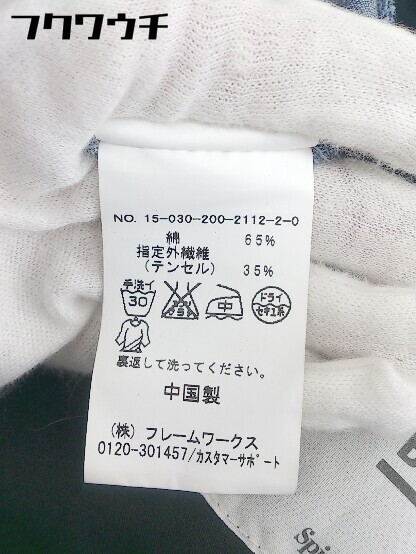 フクワウチ
NO. 15-030-200-2112-2-0
綿 65%
指定外繊維
(テンセル) 35%
手洗イ
30
中
ドライ
セキユ系
裏返して洗ってください。
中国製
(株) フレームワークス
0120-301457/カスタマーサポート